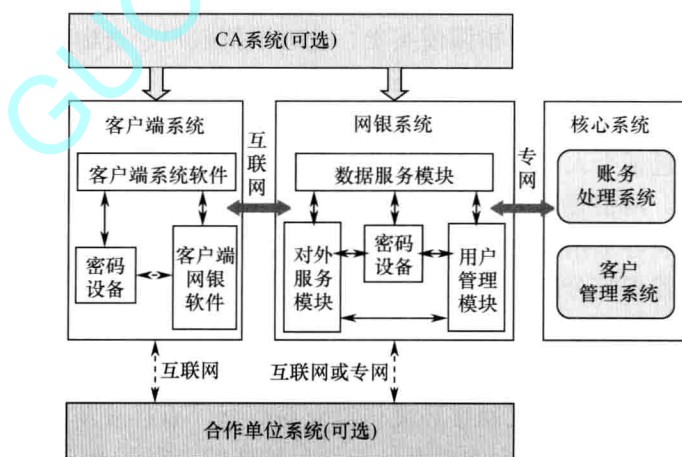 CA系统(可选)
客户端系统
客户端系统软件
密码
设备
客户端
网银
软件
互
联
网
网银系统
数据服务模块
对外
服务
模块
密码
设备
用户
管理
模块
专
网
核心系统
账务
处理系统
客户
管理系统
互联网
互联网或专网
合作单位系统(可选)
GUO